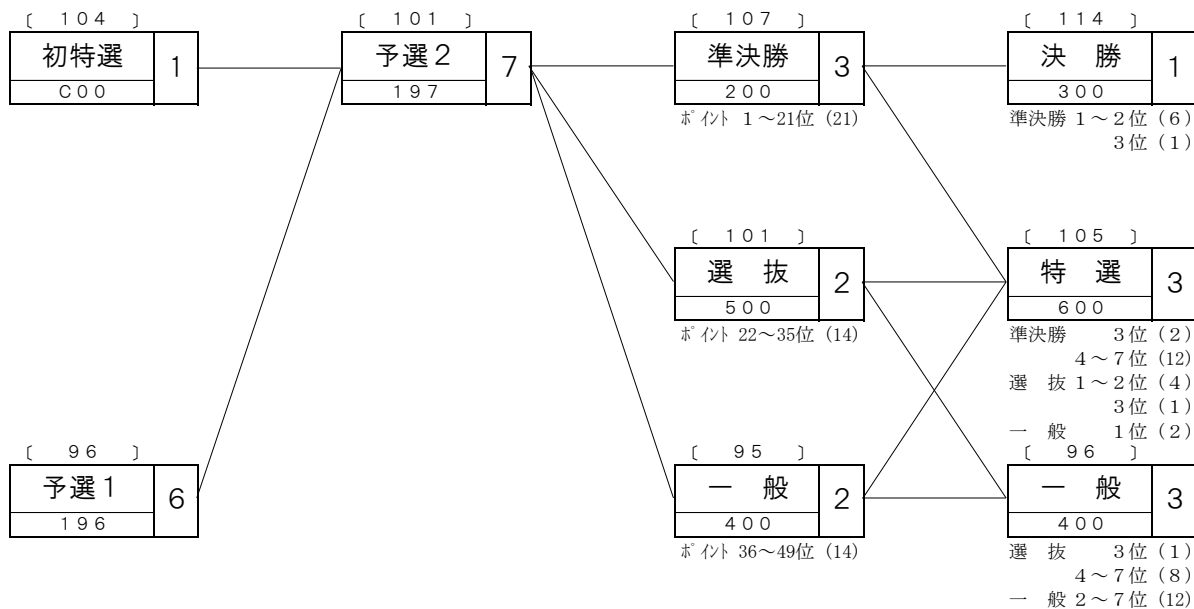 〔 104 〕
初特選
1
C00
〔 101 〕
予選2
7
197
〔 107 〕
準決勝
3
200
ポイント 1～21位 (21)
〔 114 〕
決 勝
1
300
準決勝 1～2位 (6)
3位 (1)
〔 101 〕
選 抜
2
500
ポイント 22～35位 (14)
〔 105 〕
特 選
3
600
準決勝 3位 (2)
4～7位 (12)
選 抜 1～2位 (4)
3位 (1)
一 般 1位 (2)
〔 96 〕
予選1
6
196
〔 95 〕
一 般
2
400
ポイント 36～49位 (14)
〔 96 〕
一 般
3
400
選 抜 3位 (1)
4～7位 (8)
一 般 2～7位 (12)